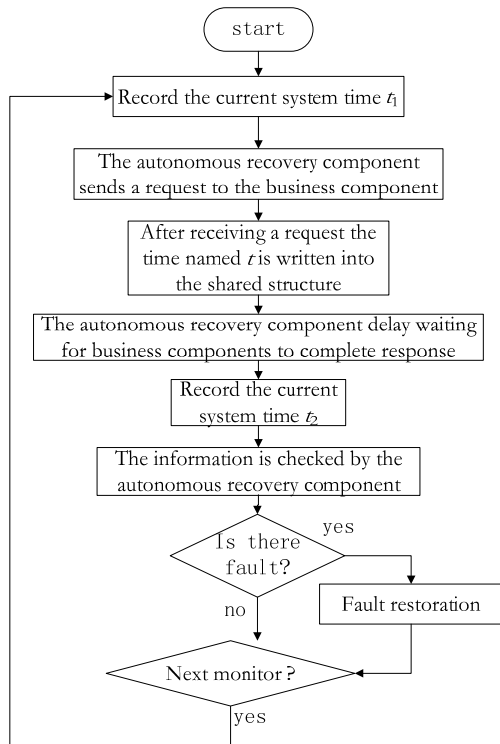 start
Record the current system time t₁
The autonomous recovery component
sends a request to the business component
After receiving a request the
time named t is written into
the shared structure
The autonomous recovery component delay waiting
for business components to complete response
Record the current
system time t₂
The information is checked by the
autonomous recovery component
yes
Is there
fault?
Fault restoration
no
Next monitor?
yes